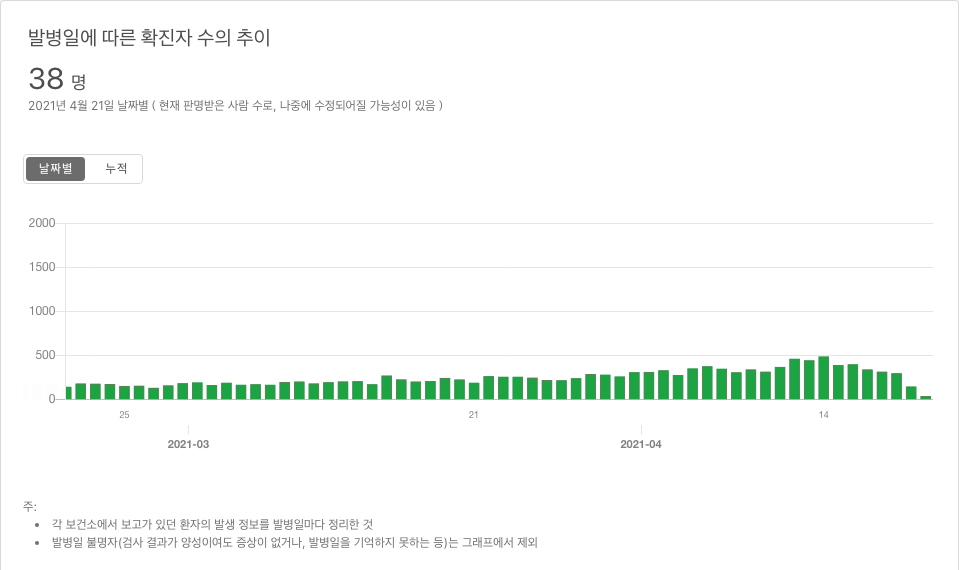 발병일에 따른 확진자 수의 추이
38 명
2021년 4월 21일 날짜별 ( 현재 판명받은 사람 수로, 나중에 수정되어질 가능성이 있음 )
날짜별 누적
2000
1500
1000
500
0
25 21 14
2021-03 2021-04
주:
• 각 보건소에서 보고가 있던 환자의 발생 정보를 발병일마다 정리한 것
• 발병일 불명자(검사 결과가 양성이여도 증상이 없거나, 발병일을 기억하지 못하는 등)는 그래프에서 제외